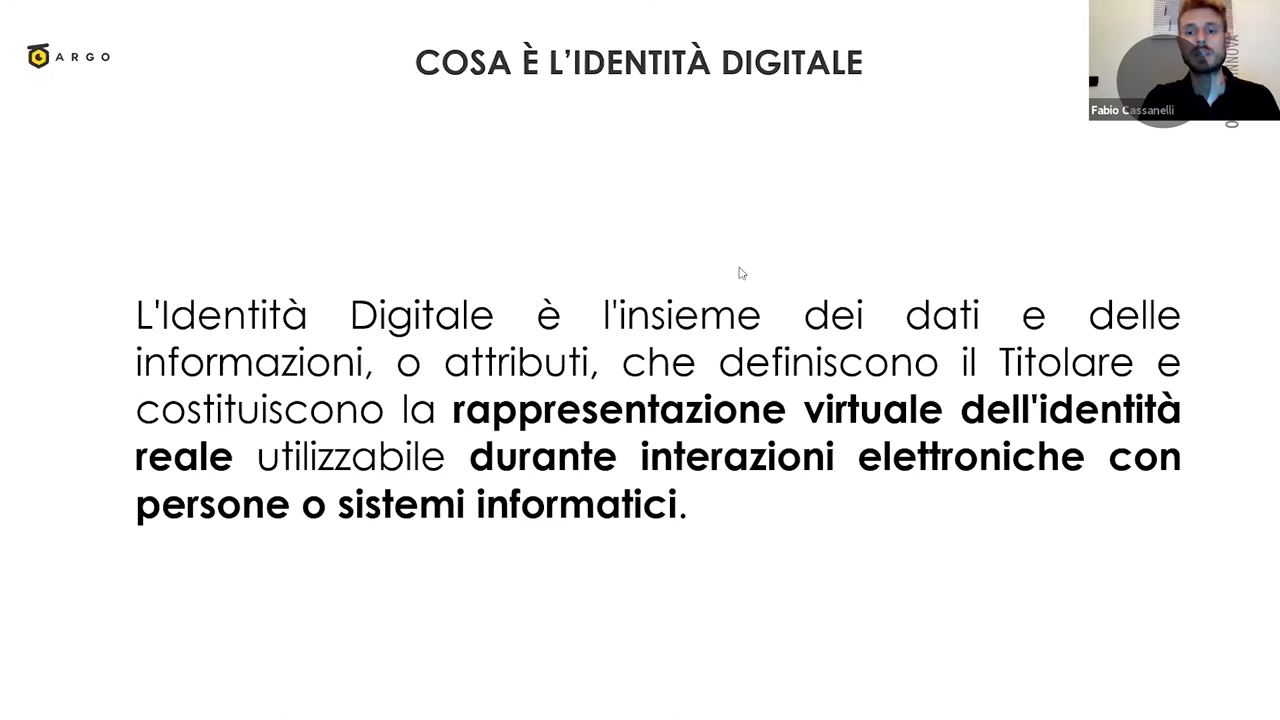 ARGO
COSA È L’IDENTITÀ DIGITALE
Fabio Cassanelli
L'Identità Digitale è l'insieme dei dati e delle
informazioni, o attributi, che definiscono il Titolare e
costituiscono la rappresentazione virtuale dell'identità
reale utilizzabile durante interazioni elettroniche con
persone o sistemi informatici.